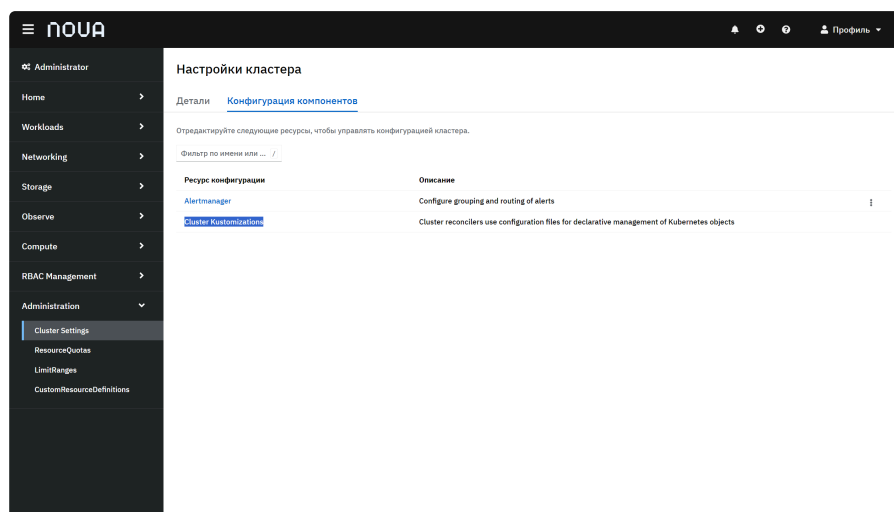 NOVA
Профиль
Administrator
Home
Workloads
Networking
Storage
Observe
Compute
RBAC Management
Administration
Cluster Settings
ResourceQuotas
LimitRanges
CustomResourceDefinitions
Настройки кластера
Детали Конфигурация компонентов
Отредактируйте следующие ресурсы, чтобы управлять конфигурацией кластера.
Фильтр по имени или ... /
Ресурс конфигурации Описание
Alertmanager Configure grouping and routing of alerts
Cluster Kustomizations Cluster reconcilers use configuration files for declarative management of Kubernetes objects